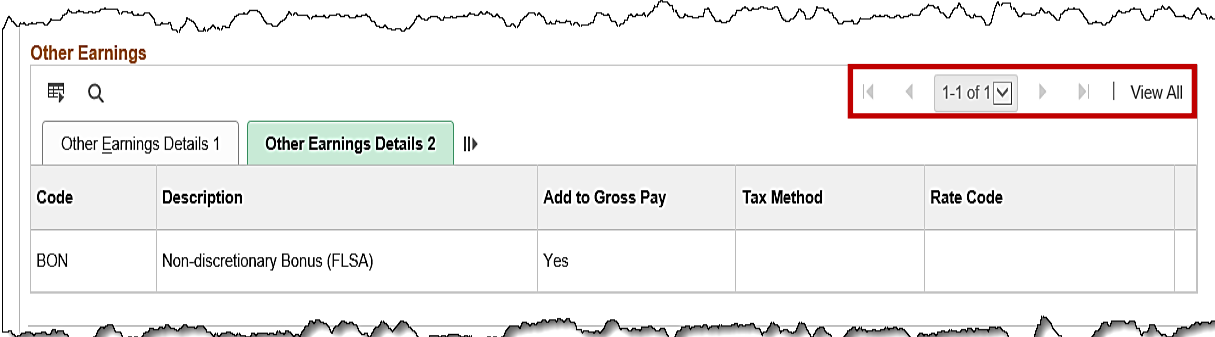 Other Earnings
1-1 of 1 | View All
Other Earnings Details 1 Other Earnings Details 2
Code Description Add to Gross Pay Tax Method Rate Code
BON Non-discretionary Bonus (FLSA) Yes